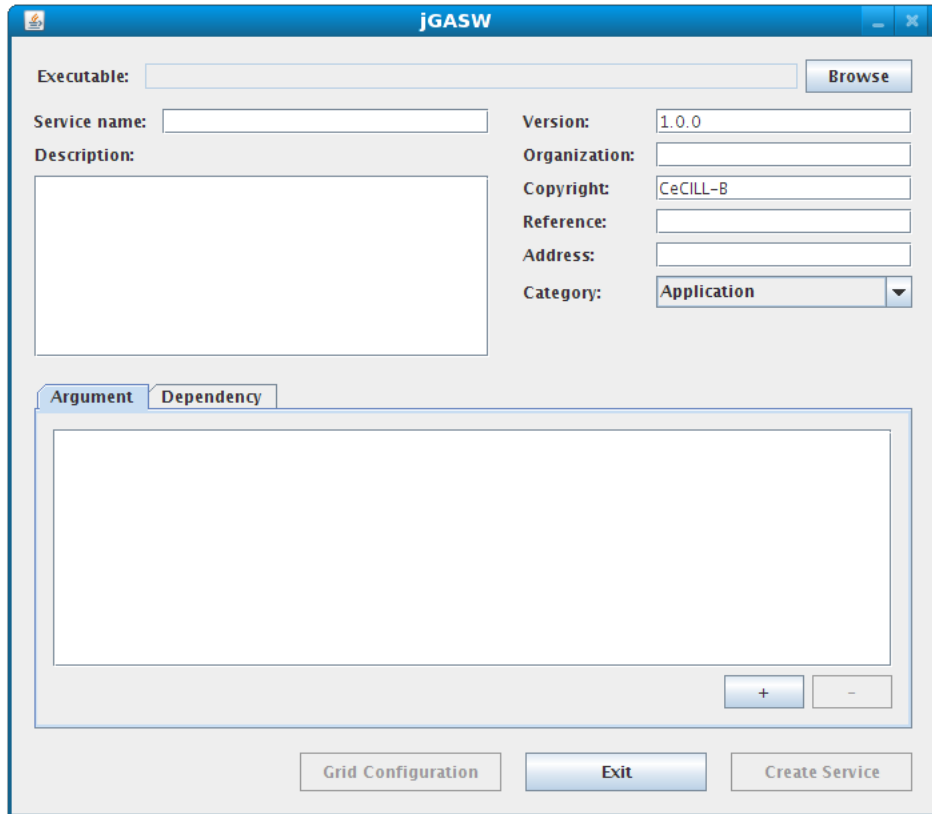 jGASW
Executable: Browse
Service name: Version: 1.0.0
Description: Organization:
Copyright: CeCILL-B
Reference:
Address:
Category: Application
Argument Dependency
+ -
Grid Configuration Exit Create Service